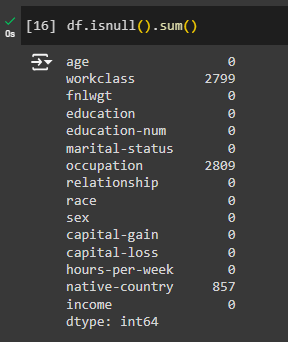 [16] df.isnull().sum()
0s
age 0
workclass 2799
fnlwgt 0
education 0
education-num 0
marital-status 0
occupation 2809
relationship 0
race 0
sex 0
capital-gain 0
capital-loss 0
hours-per-week 0
native-country 857
income 0
dtype: int64